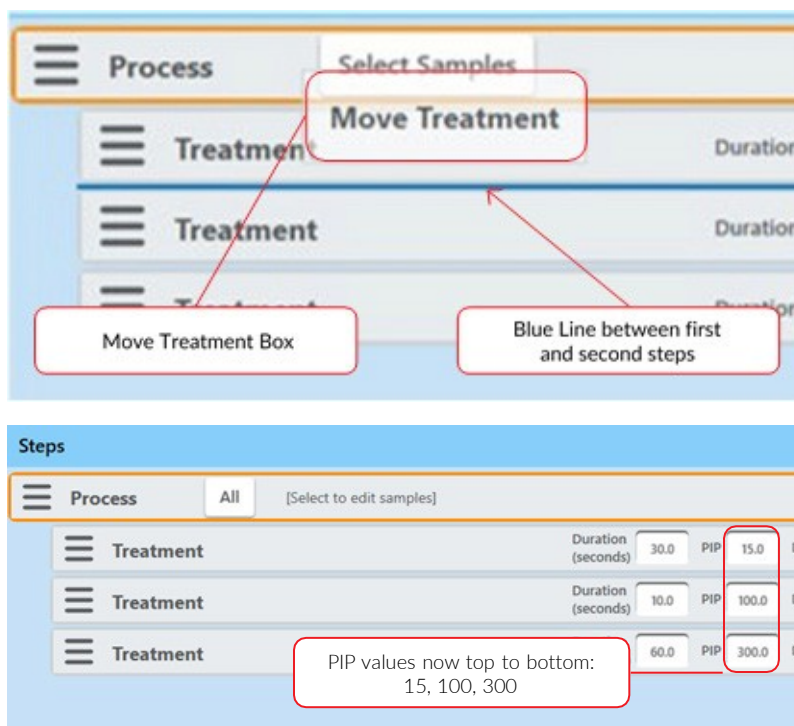 Process
Select Samples
Move Treatment
Duration
Treatment
Duration
Move Treatment Box
Blue Line between first
and second steps
Steps
Process All [Select to edit samples]
Treatment Duration (seconds) 30.0 PIP 15.0
Treatment Duration (seconds) 10.0 PIP 100.0
Treatment 60.0 PIP 300.0
PIP values now top to bottom:
15, 100, 300